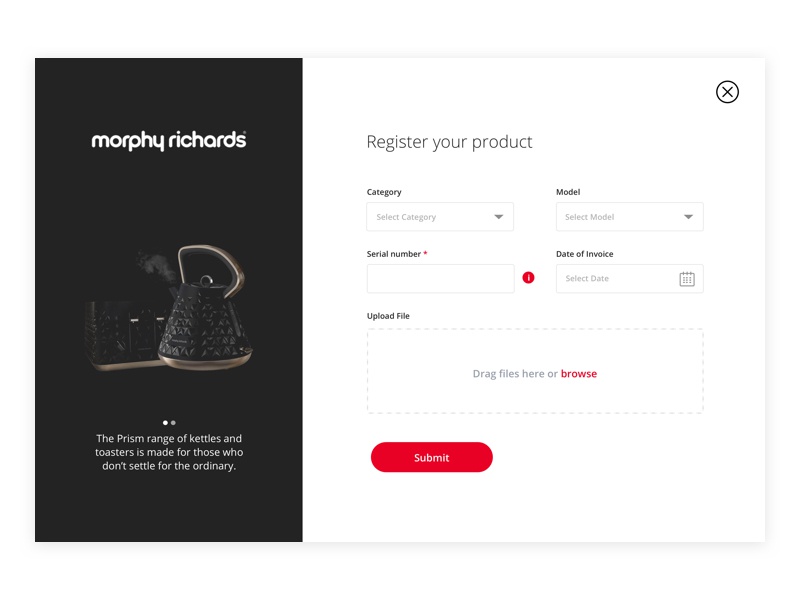 morphy richards
The Prism range of kettles and
toasters is made for those who
don’t settle for the ordinary.
Register your product
Category
Model
Select Category
Select Model
Serial number *
Date of Invoice
i
Select Date
Upload File
Drag files here or browse
Submit